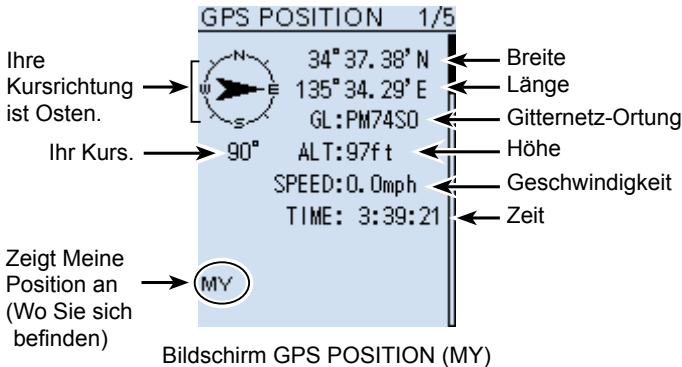 GPS POSITION 1/5
Ihre
Kursrichtung
ist Osten.
N
W
E
S
34°37.38'N
Breite
135°34.29'E
Länge
GL:PM74SO
Gitternetz-Ortung
Ihr Kurs.
90°
ALT:97ft
Höhe
SPEED:0.0mph
Geschwindigkeit
TIME: 3:39:21
Zeit
Zeigt Meine
Position an
(Wo Sie sich
befinden)
MY
Bildschirm GPS POSITION (MY)